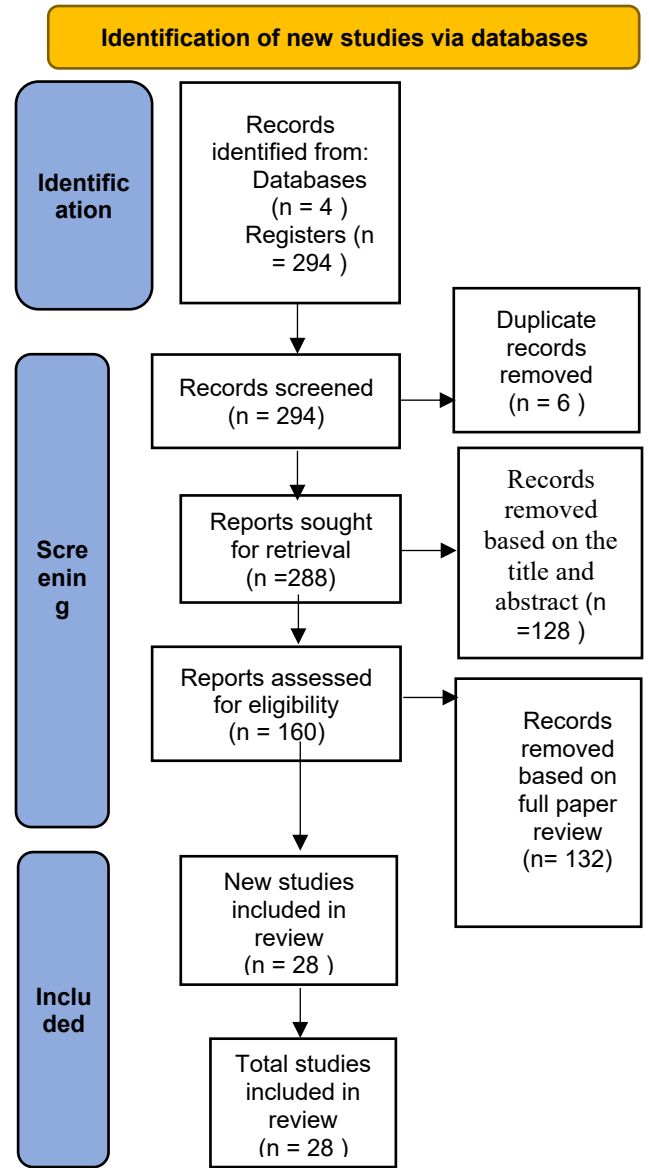 Identification of new studies via databases
Identific
ation
Records
identified from:
Databases
(n = 4 )
Registers (n
= 294 )
Duplicate
records
removed
(n = 6 )
Records screened
(n = 294)
Scre
enin
g
Reports sought
for retrieval
(n =288)
Records
removed
based on the
title and
abstract (n
=128 )
Reports assessed
for eligibility
(n = 160)
Records
removed
based on
full paper
review
(n= 132)
New studies
included in
review
(n = 28 )
Inclu
ded
Total studies
included in
review
(n = 28 )